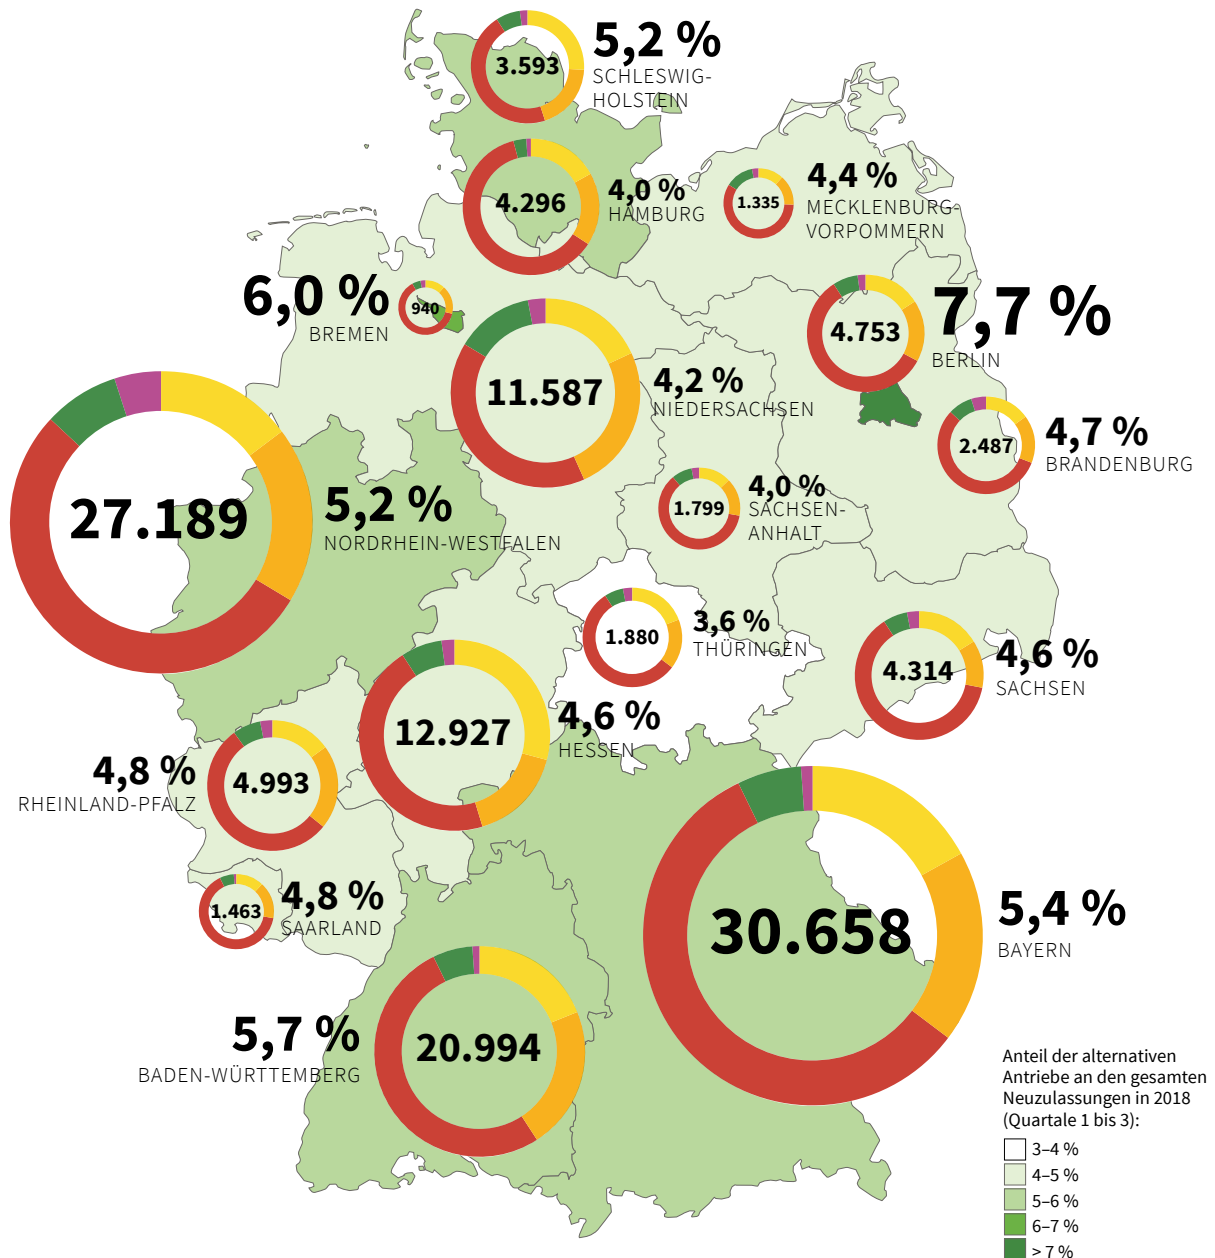 3.593
5,2 %
SCHLESWIG-
HOLSTEIN
4.296
4,0 %
HAMBURG
1.335
4,4 %
MECKLENBURG-
VORPOMMERN
6,0 %
BREMEN
940
4.753
7,7 %
BERLIN
11.587
4,2 %
NIEDERSACHSEN
2.487
4,7 %
BRANDENBURG
27.189
5,2 %
NORDRHEIN-WESTFALEN
1.799
4,0 %
SACHSEN-
ANHALT
1.880
3,6 %
THÜRINGEN
4.314
4,6 %
SACHSEN
12.927
4,6 %
HESSEN
4,8 %
RHEINLAND-PFALZ
4.993
1.463
4,8 %
SAARLAND
30.658
5,4 %
BAYERN
5,7 %
BADEN-WÜRTTEMBERG
20.994
Anteil der alternativen
Antriebe an den gesamten
Neuzulassungen in 2018
(Quartale 1 bis 3):
3–4 %
4–5 %
5–6 %
6–7 %
> 7 %